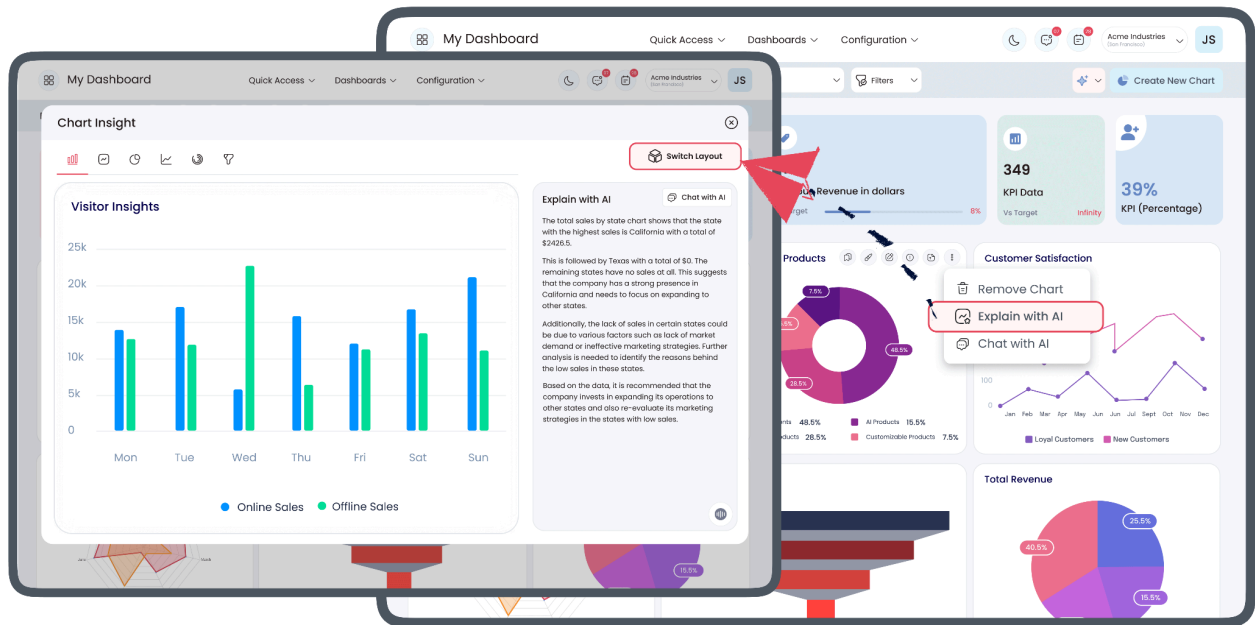 My Dashboard
Quick Access
Dashboards
Configuration
Acme Industries
(San Francisco)
JS
Filters
Create New Chart
Revenue in dollars
8%
349
KPI Data
Vs Target
Infinity
39%
KPI (Percentage)
Products
7.5%
48.5%
28.5%
48.5%
AI Products 15.5%
28.5%
Customizable Products 7.5%
Remove Chart
Explain with AI
Chat with AI
Customer Satisfaction
100
0
Jan Feb Mar Apr May Jun Jun Jul Sept Oct Nov Dec
Loyal Customers
New Customers
Total Revenue
25.5%
40.5%
15.5%
My Dashboard
Quick Access
Dashboards
Configuration
Acme Industries
JS
Chart Insight
Switch Layout
Visitor Insights
25k
20k
15k
10k
5k
0
Mon Tue Wed Thu Fri Sat Sun
Online Sales
Offline Sales
Explain with AI
Chat with AI
The total sales by state chart shows that the state
with the highest sales is California with a total of
$2426.5.
This is followed by Texas with a total of $0. The
remaining states have no sales at all. This suggests
that the company has a strong presence in
California and needs to focus on expanding to
other states.
Additionally, the lack of sales in certain states could
be due to various factors such as lack of market
demand or ineffective marketing strategies. Further
analysis is needed to identify the reasons behind
the low sales in these states.
Based on the data, it is recommended that the
company invests in expanding its operations to
other states and also re-evaluate its marketing
strategies in the states with low sales.
15.5%